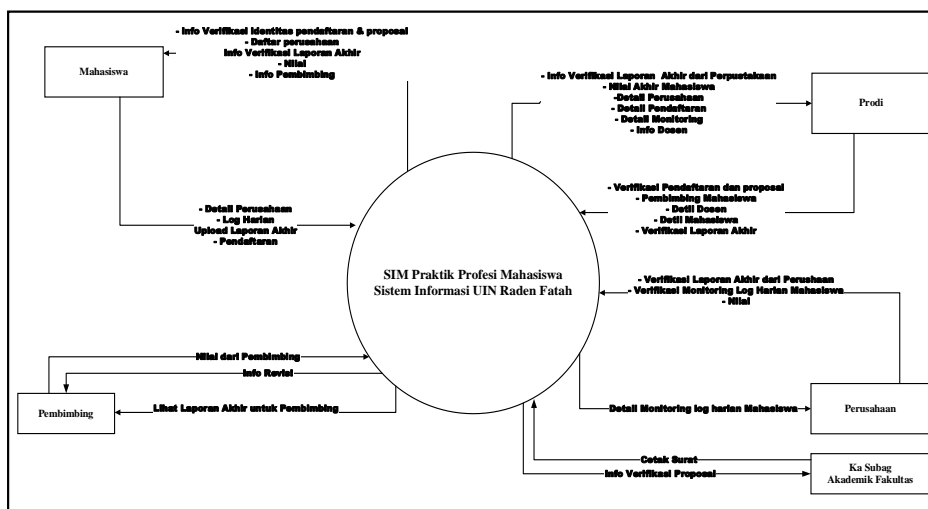 - Info Verifikasi Identitas pendaftaran & proposal
- Daftar perusahaan
Info Verifikasi Laporan Akhir
- Nilai
- Info Pembimbing
Mahasiswa
- Info Verifikasi Laporan Akhir dari Perpustakaan
- Nilai Akhir Mahasiswa
-Detail Perusahaan
- Detail Pendaftaran
- Detail Monitoring
- Info Dosen
Prodi
- Detail Perusahaan
- Log Harian
Upload Laporan Akhir
- Pendaftaran
- Verifikasi Pendaftaran dan proposal
- Pembimbing Mahasiswa
- Detil Dosen
- Detil Mahasiswa
- Verifikasi Laporan Akhir
SIM Praktik Profesi Mahasiswa
Sistem Informasi UIN Raden Fatah
- Verifikasi Laporan Akhir dari Perushaan
- Verifikasi Monitoring Log Harian Mahasiswa
- Nilai
Nilai dari Pembimbing
Info Revisi
Pembimbing
Lihat Laporan Akhir untuk Pembimbing
Detail Monitoring log harian Mahasiswa
Perusahaan
Cetak Surat
Info Verifikasi Proposal
Ka Subag
Akademik Fakultas